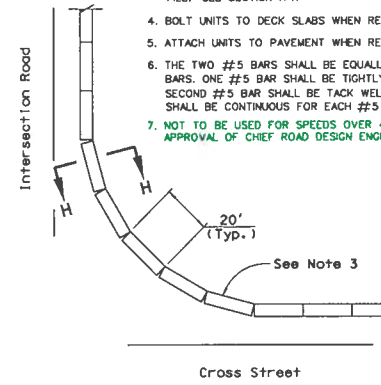 4. BOLT UNITS TO DECK SLABS WHEN RE
5. ATTACH UNITS TO PAVEMENT WHEN RE
6. THE TWO #5 BARS SHALL BE EQUALL
BARS. ONE #5 BAR SHALL BE TIGHTLY
SECOND #5 BAR SHALL BE TACK WEL
SHALL BE CONTINUOUS FOR EACH #5
7. NOT TO BE USED FOR SPEEDS OVER
APPROVAL OF CHIEF ROAD DESIGN ENG
Intersection Road
H
H
20'
(Typ.)
See Note 3
Cross Street